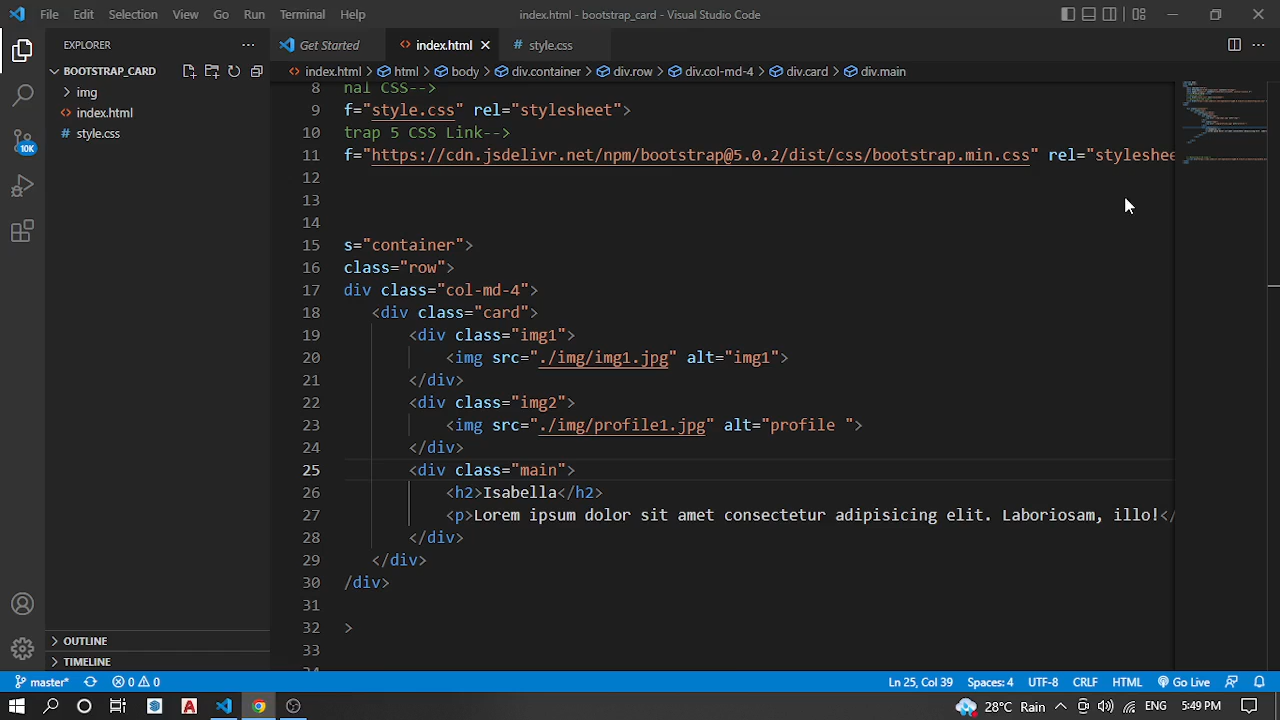 File Edit Selection View Go Run Terminal Help index.html - bootstrap_card - Visual Studio Code
EXPLORER
Get Started index.html style.css
BOOTSTRAP_CARD
index.html > html > body > div.container > div.row > div.col-md-4 > div.card > div.main
img
index.html
style.css
10K
8 nal CSS-->
9 f="style.css" rel="stylesheet">
10 trap 5 CSS Link-->
11 f="https://cdn.jsdelivr.net/npm/bootstrap@5.0.2/dist/css/bootstrap.min.css" rel="styleshee
12
13
14
15 s="container">
16 class="row">
17 div class="col-md-4">
18 <div class="card">
19 <div class="img1">
20 <img src="./img/img1.jpg" alt="img1">
21 </div>
22 <div class="img2">
23 <img src="./img/profile1.jpg" alt="profile ">
24 </div>
25 <div class="main">
26 <h2>Isabella</h2>
27 <p>Lorem ipsum dolor sit amet consectetur adipisicing elit. Laboriosam, illo!</
28 </div>
29 </div>
30 /div>
31
32 >
33
OUTLINE
TIMELINE
master* 0 0 Ln 25, Col 39 Spaces: 4 UTF-8 CRLF HTML Go Live
28°C Rain ENG 5:49 PM